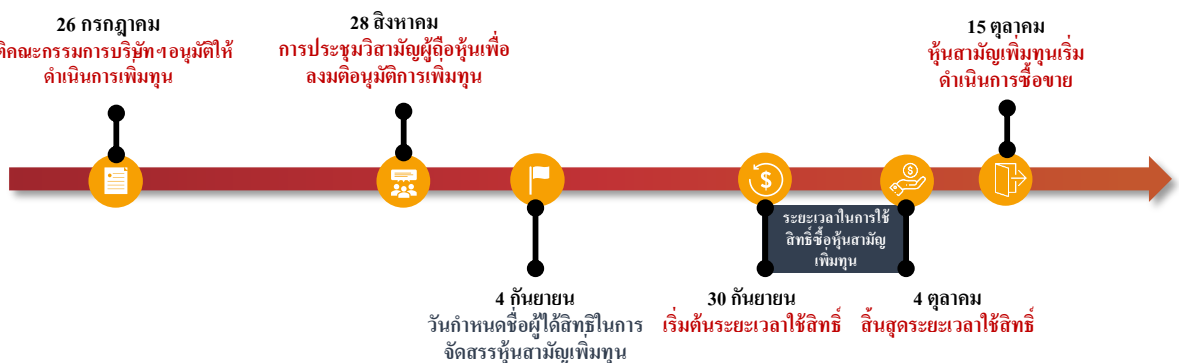 26 กรกฎาคม
ติคณะกรรมการบริษัทฯอนุมัติให้
ดำเนินการเพิ่มทุน
28 สิงหาคม
การประชุมวิสามัญผู้ถือหุ้นเพื่อ
ลงมติอนุมัติการเพิ่มทุน
15 ตุลาคม
หุ้นสามัญเพิ่มทุนเริ่ม
ดำเนินการซื้อขาย
ระยะเวลาในการใช้
สิทธิ์ซื้อหุ้นสามัญ
เพิ่มทุน
4 กันยายน
วันกำหนดชื่อผู้ได้สิทธิในการ
จัดสรรหุ้นสามัญเพิ่มทุน
30 กันยายน
เริ่มต้นระยะเวลาใช้สิทธิ์
4 ตุลาคม
สิ้นสุดระยะเวลาใช้สิทธิ์